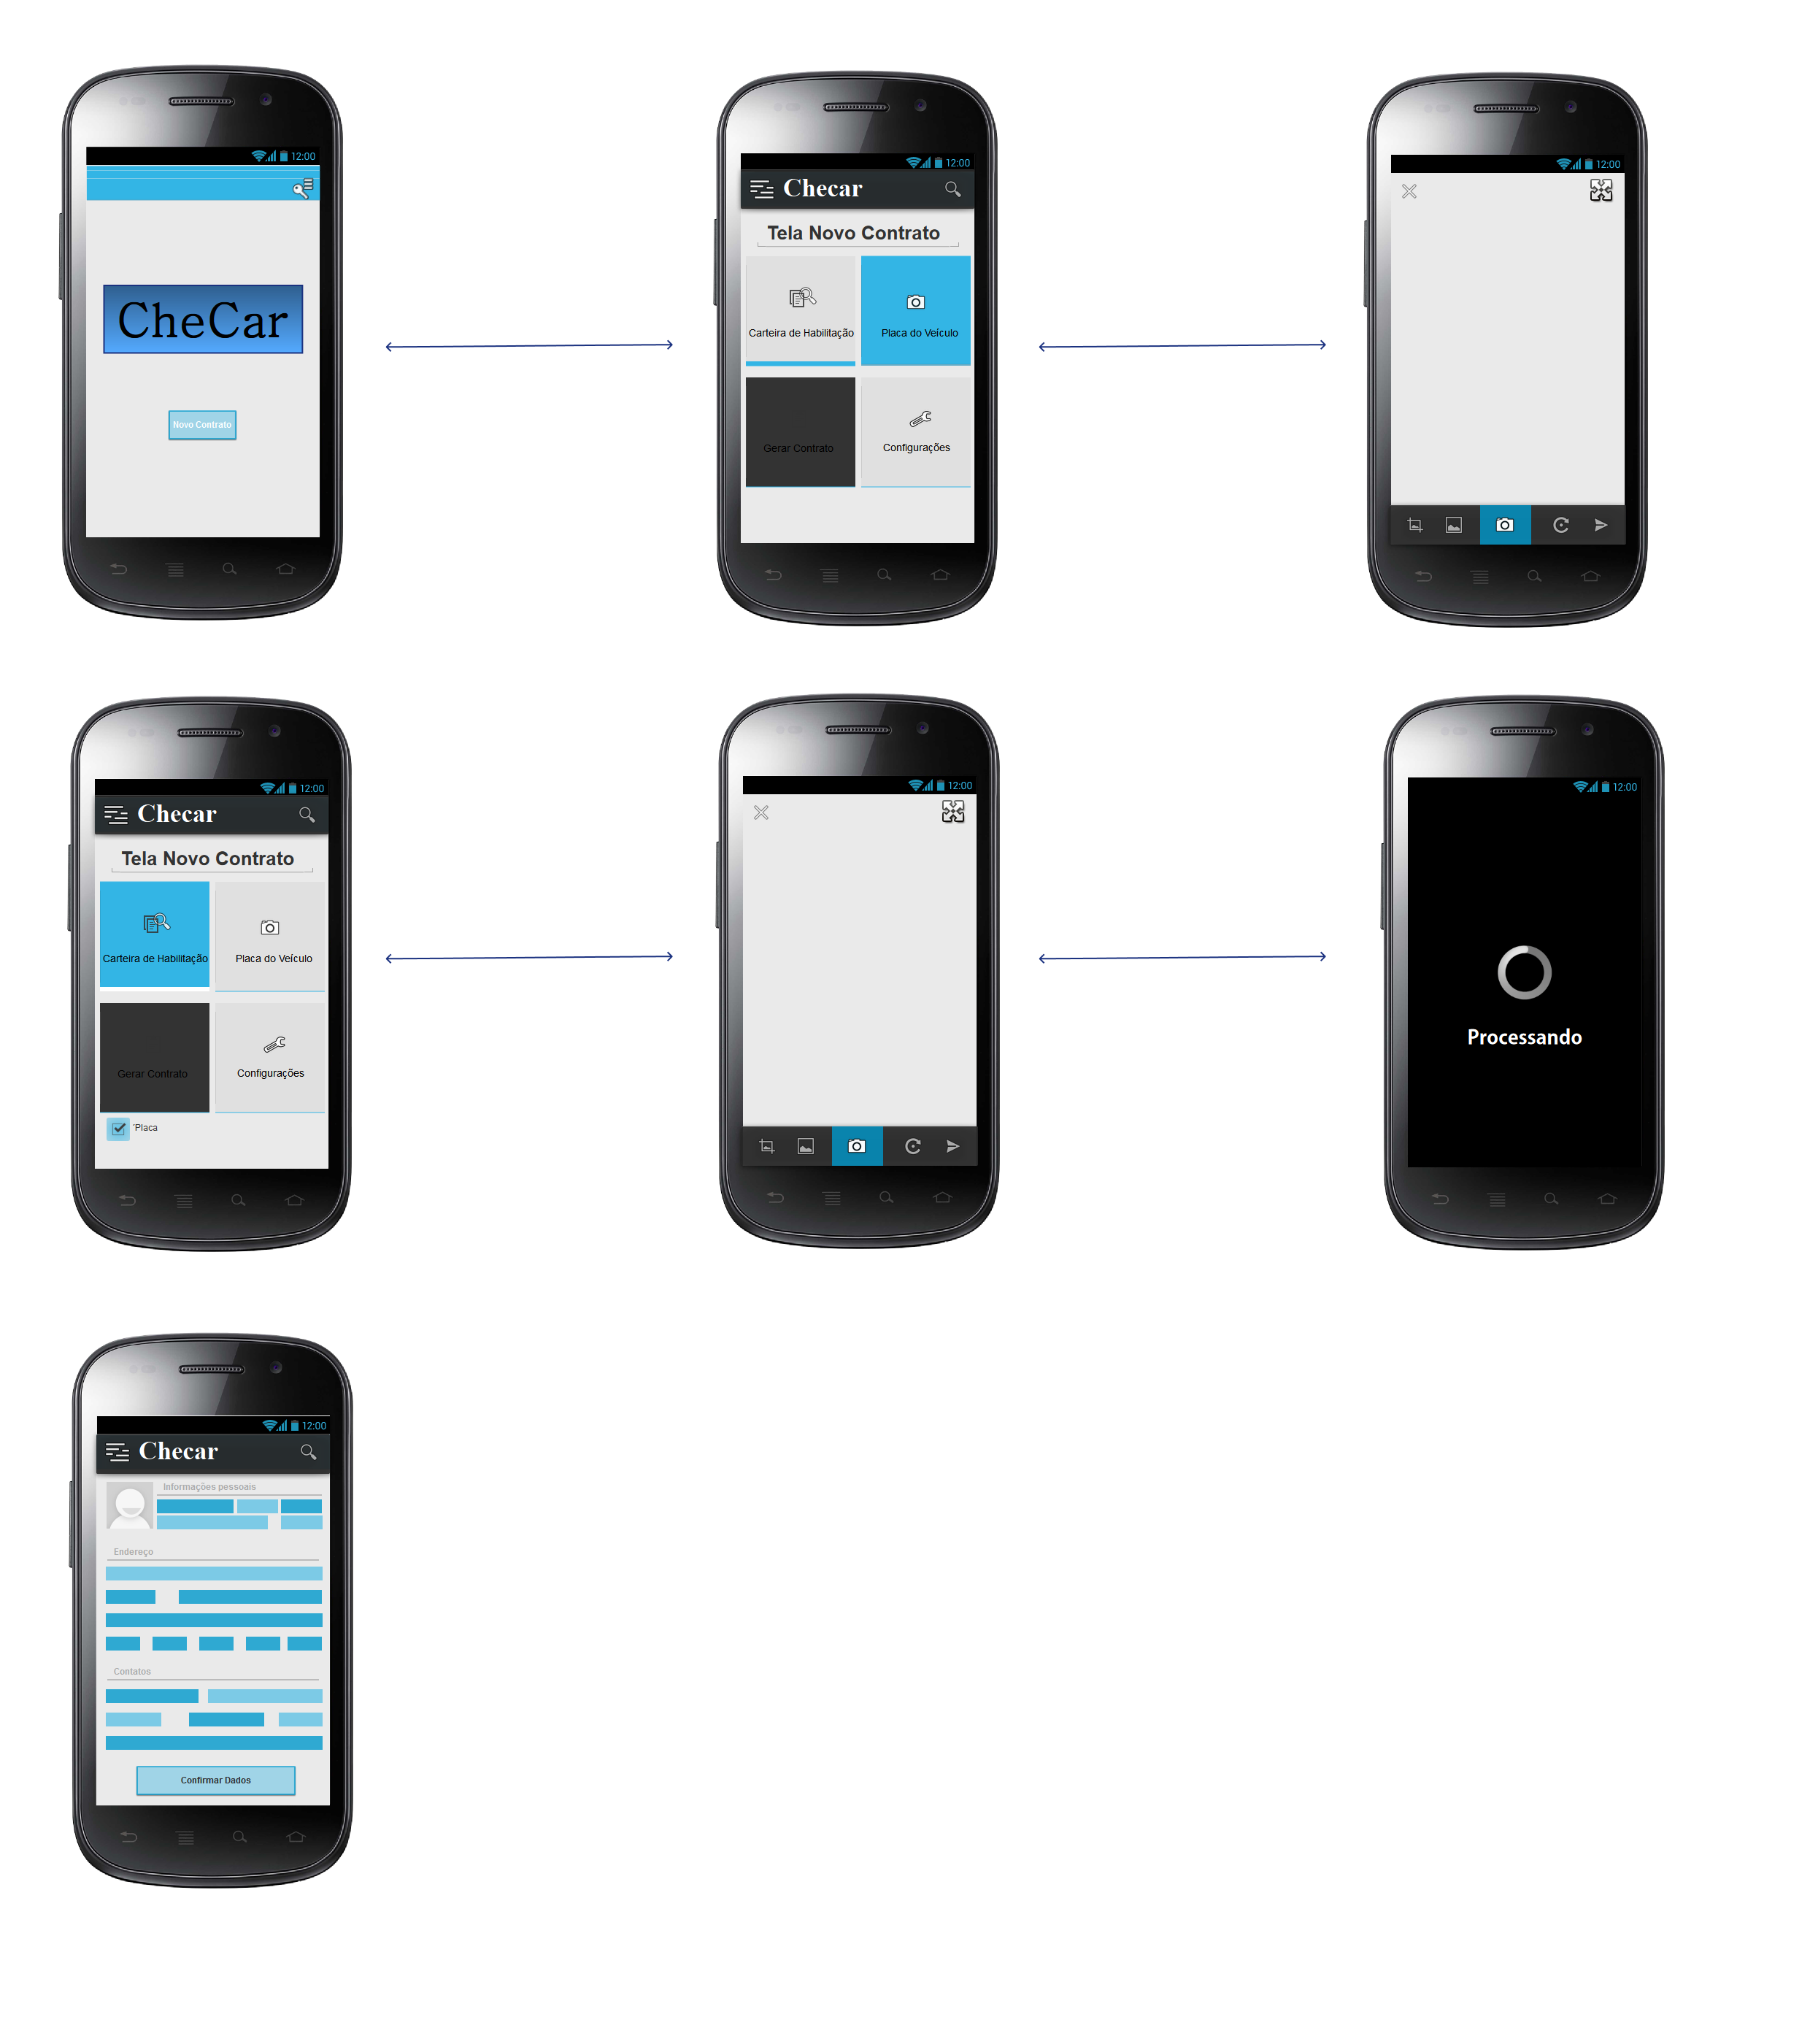 12:00
CheCar
Novo Contrato
12:00
Checar
Tela Novo Contrato
Carteira de Habilitação
Placa do Veículo
Gerar Contrato
Configurações
12:00
12:00
Checar
Tela Novo Contrato
Carteira de Habilitação
Placa do Veículo
Gerar Contrato
Configurações
*Placa
12:00
12:00
Processando
12:00
Checar
Informações pessoais
Endereço
Contatos
Confirmar Dados